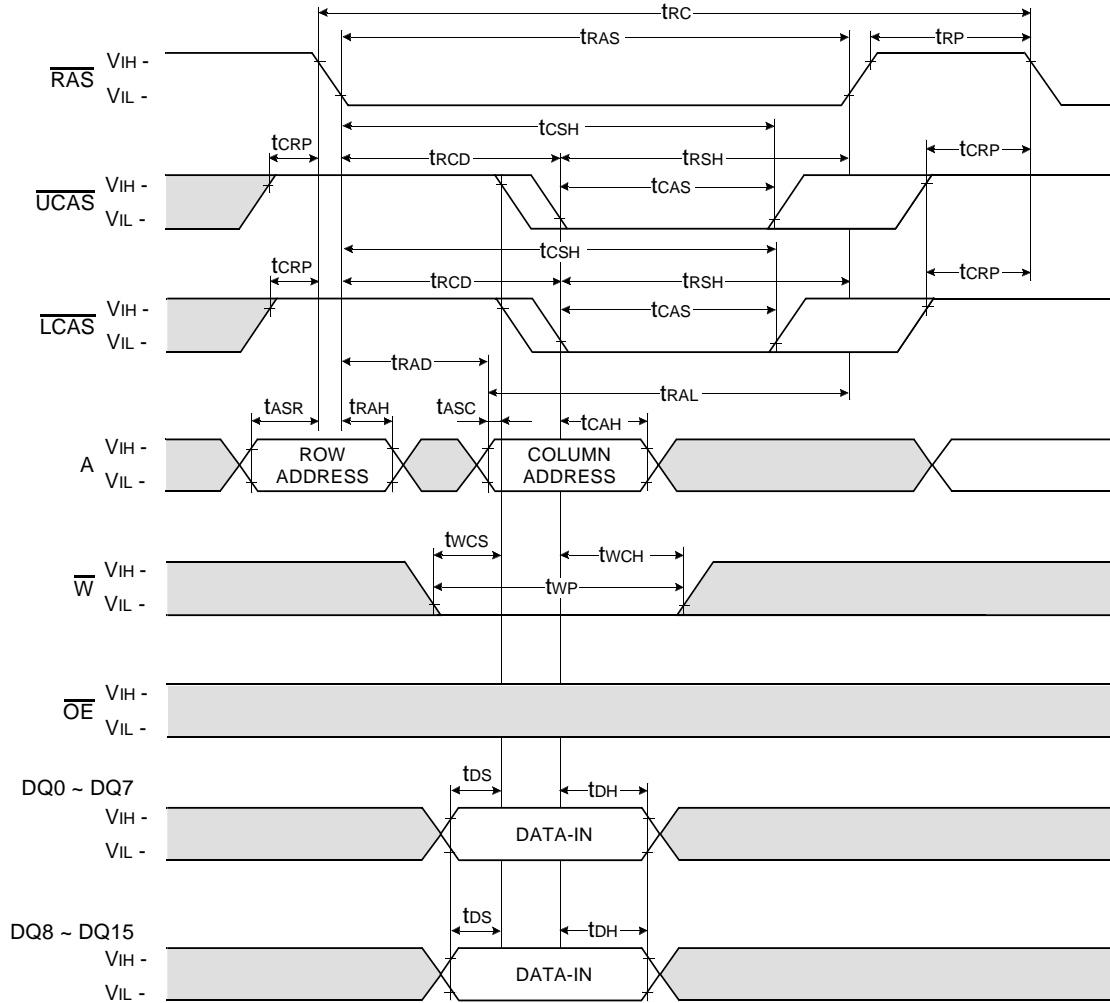 tRC
tRAS
tRP
RAS
VIH -
VIL -
tCSH
tCRP
tRCD
tRSH
tCRP
UCAS
VIH -
VIL -
tCAS
tCSH
tCRP
tRCD
tRSH
tCRP
LCAS
VIH -
VIL -
tCAS
tRAD
tRAL
tASR
tRAH
tASC
tCAH
A
VIH -
VIL -
ROW
ADDRESS
COLUMN
ADDRESS
tWCS
tWCH
W
VIH -
VIL -
tWP
OE
VIH -
VIL -
DQ0 ~ DQ7
tDS
tDH
VIH -
VIL -
DATA-IN
DQ8 ~ DQ15
tDS
tDH
VIH -
VIL -
DATA-IN